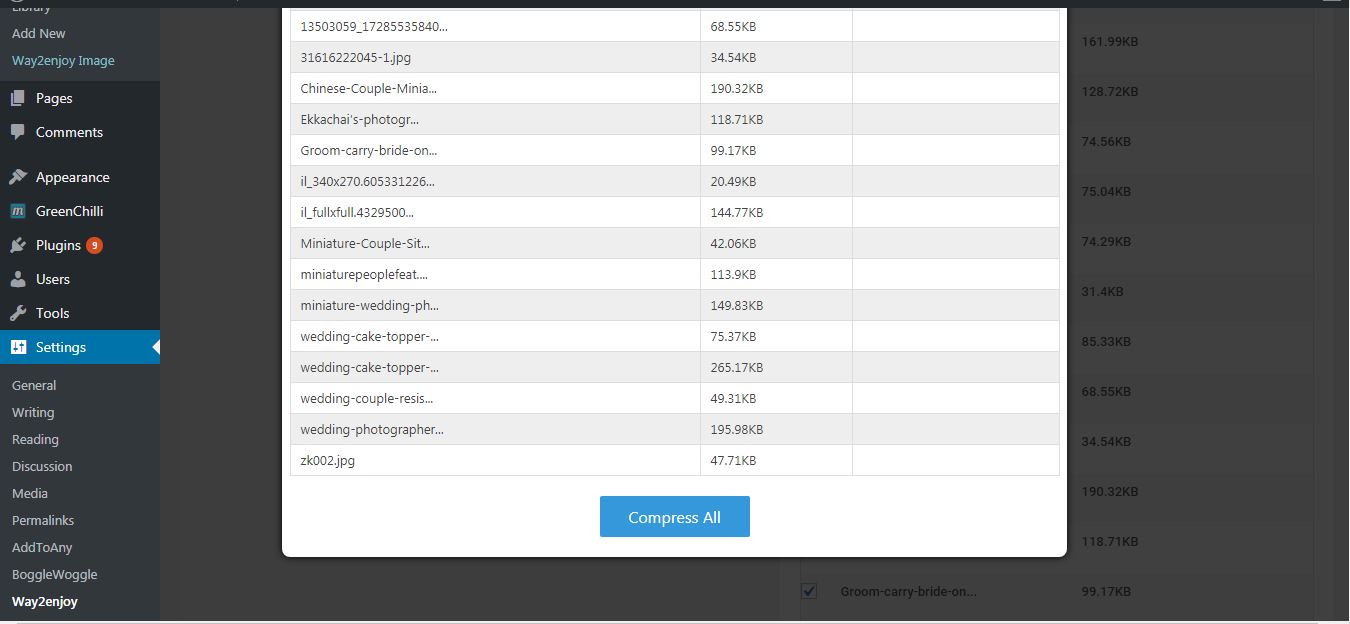 Library
Add New
Way2enjoy Image
Pages
Comments
Appearance
GreenChilli
Plugins 9
Users
Tools
Settings
General
Writing
Reading
Discussion
Media
Permalinks
AddToAny
BoggleWoggle
Way2enjoy
13503059_17285535840... 68.55KB
31616222045-1.jpg 34.54KB
Chinese-Couple-Minia... 190.32KB
Ekkachai's-photogr... 118.71KB
Groom-carry-bride-on... 99.17KB
il_340x270.605331226... 20.49KB
il_fullxfull.4329500... 144.77KB
Miniature-Couple-Sit... 42.06KB
miniaturepeoplefeat.... 113.9KB
miniature-wedding-ph... 149.83KB
wedding-cake-topper-... 75.37KB
wedding-cake-topper-... 265.17KB
wedding-couple-resis... 49.31KB
wedding-photographer... 195.98KB
zk002.jpg 47.71KB
Compress All
161.99KB
128.72KB
74.56KB
75.04KB
74.29KB
31.4KB
85.33KB
68.55KB
34.54KB
190.32KB
118.71KB
Groom-carry-bride-on... 99.17KB